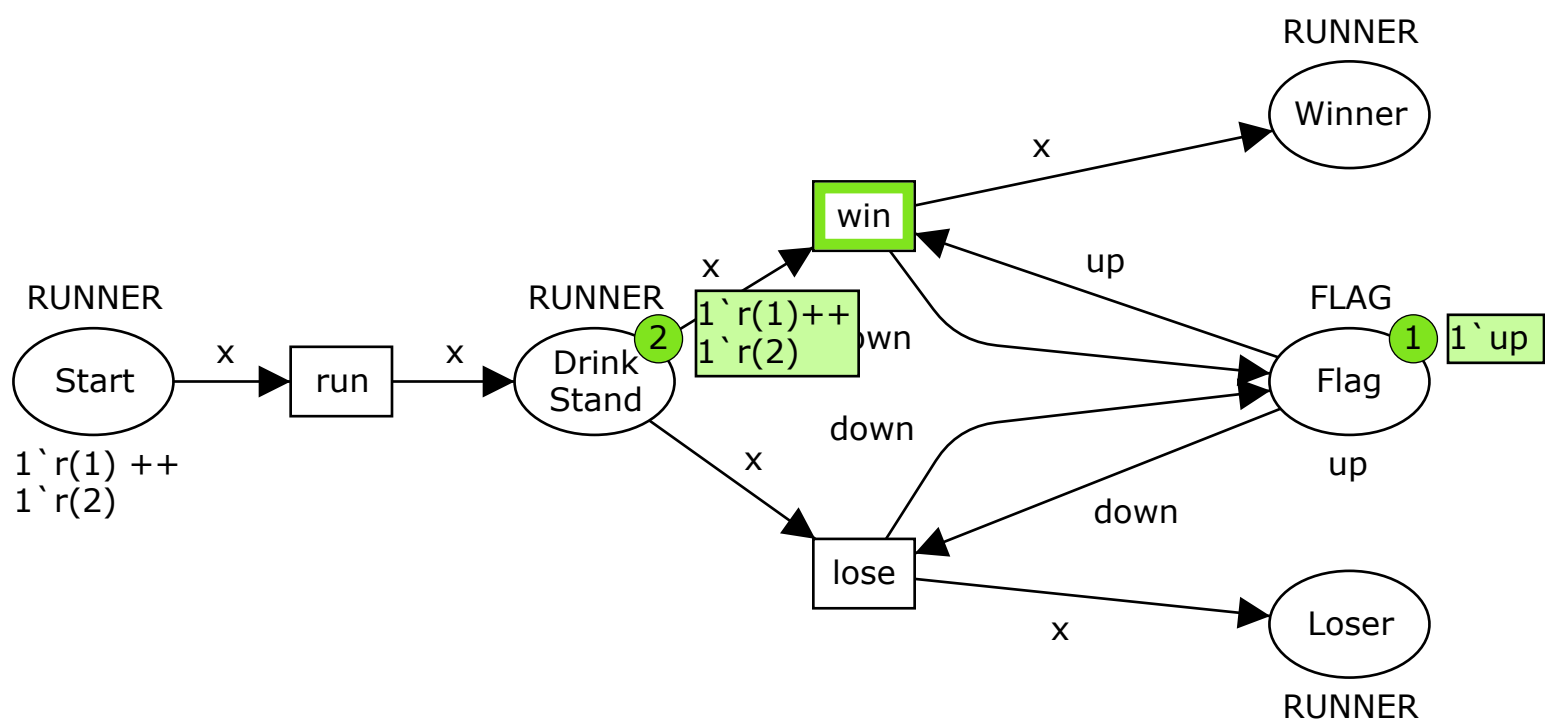 RUNNER
Winner
x
win
up
x
RUNNER
RUNNER
FLAG
1`r(1)++
1`r(2)
2
1
1`up
x
x
Drink
Stand
Start
run
Flag
down
x
up
1`r(1) ++
1`r(2)
down
lose
x
Loser
RUNNER